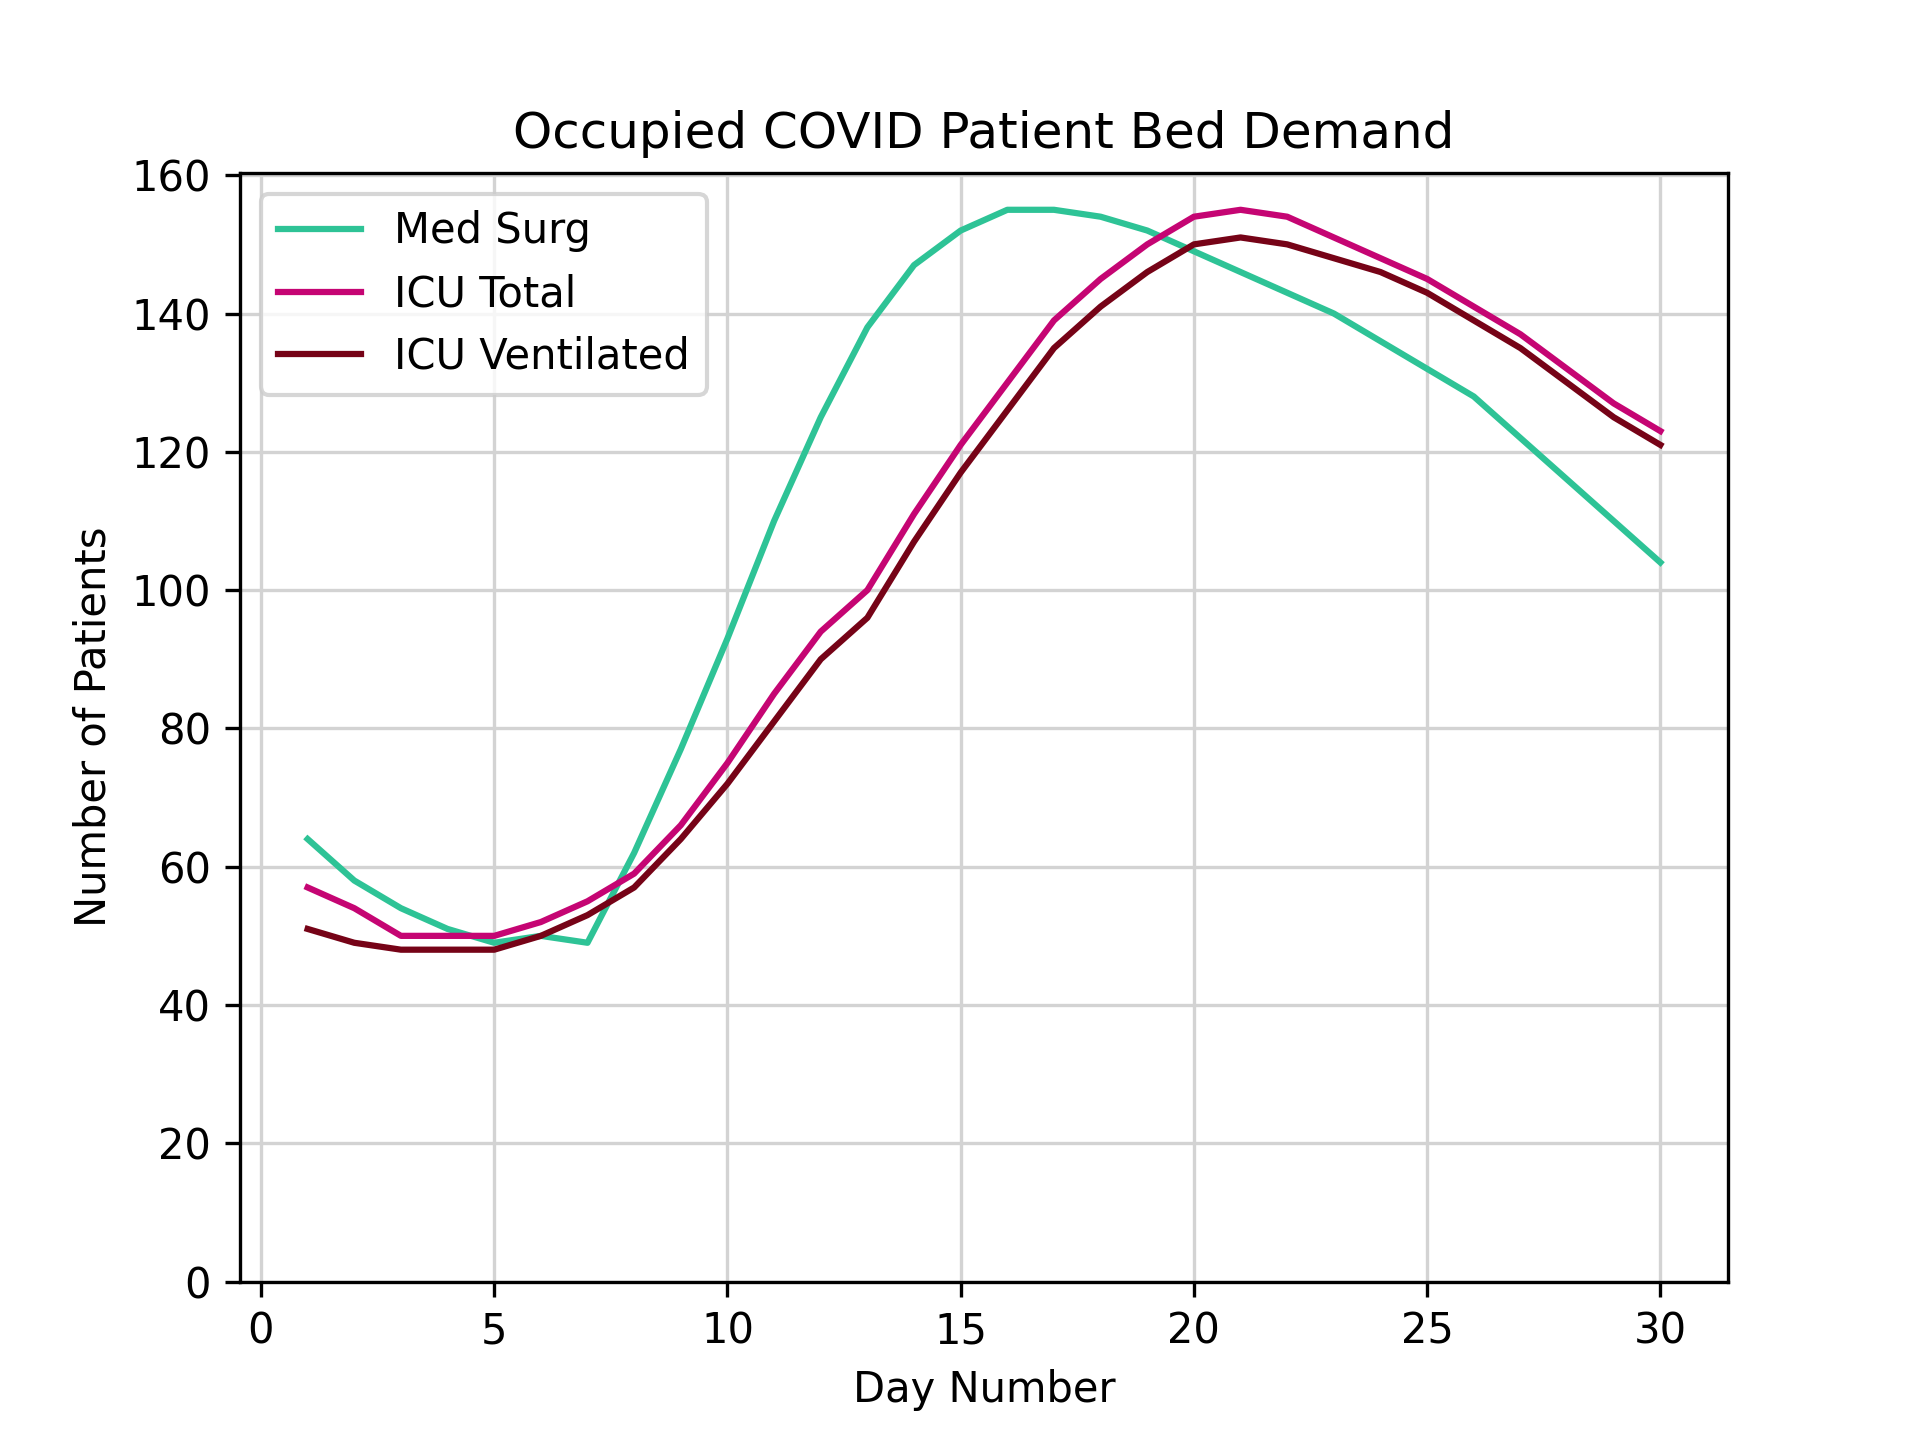 Occupied COVID Patient Bed Demand
160
140
120
100
80
60
40
20
0
Number of Patients
Med Surg
ICU Total
ICU Ventilated
0 5 10 15 20 25 30
Day Number